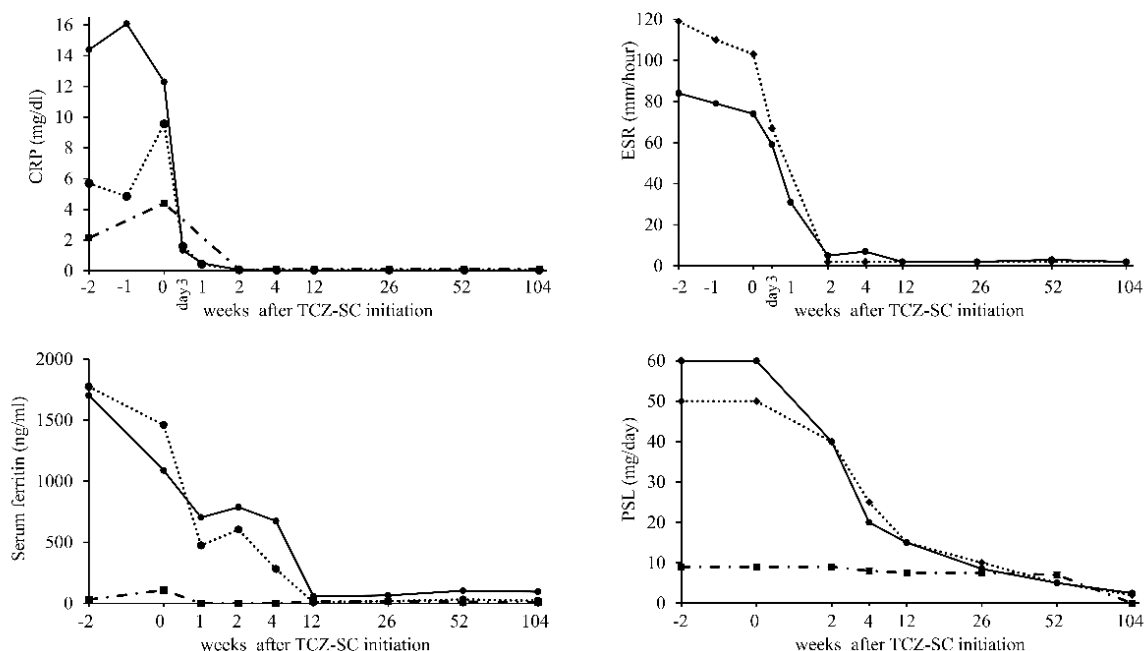 16
14
12
10
8
6
4
2
0
CRP (mg/dl)
-2 -1 0 day3 1 2 4 12 26 52 104
weeks after TCZ-SC initiation
120
100
80
60
40
20
0
ESR (mm/hour)
-2 -1 0 day3 1 2 4 12 26 52 104
weeks after TCZ-SC initiation
2000
1500
1000
500
0
Serum ferritin (ng/ml)
-2 0 1 2 4 12 26 52 104
weeks after TCZ-SC initiation
60
50
40
30
20
10
0
PSL (mg/day)
-2 0 2 4 12 26 52 104
weeks after TCZ-SC initiation